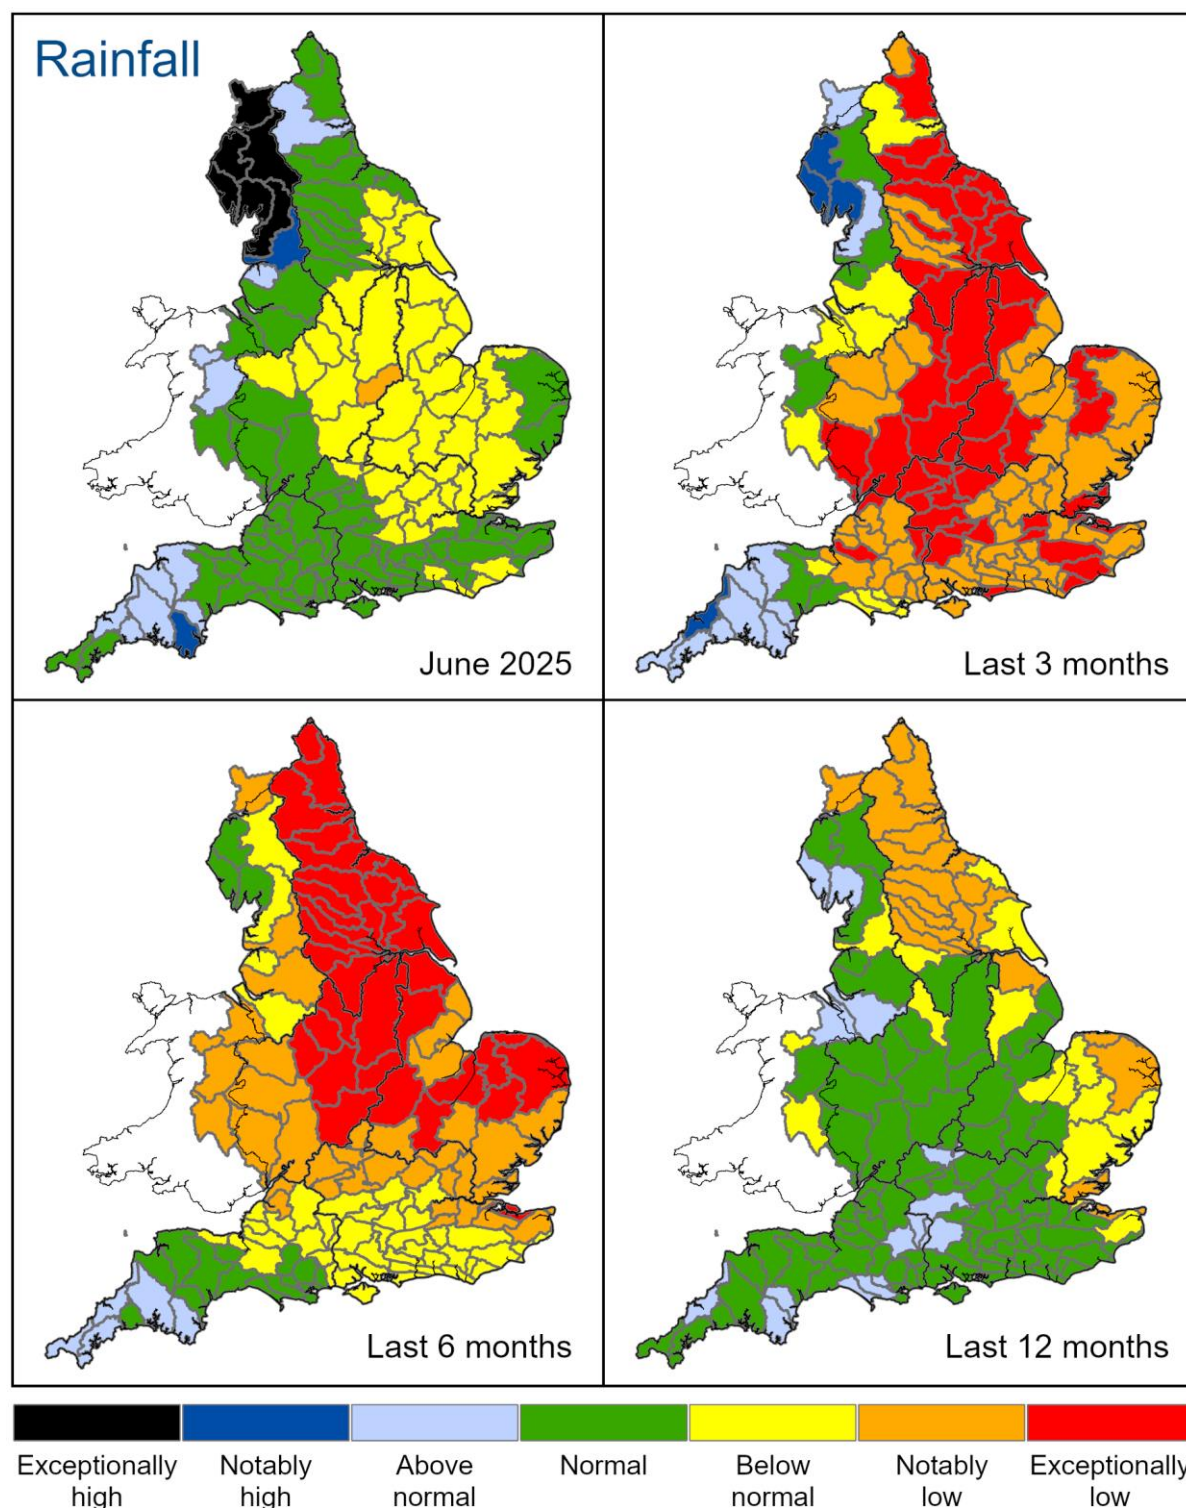 Rainfall
June 2025
Last 3 months
Last 6 months
Last 12 months
Exceptionally high
Notably high
Above normal
Normal
Below normal
Notably low
Exceptionally low